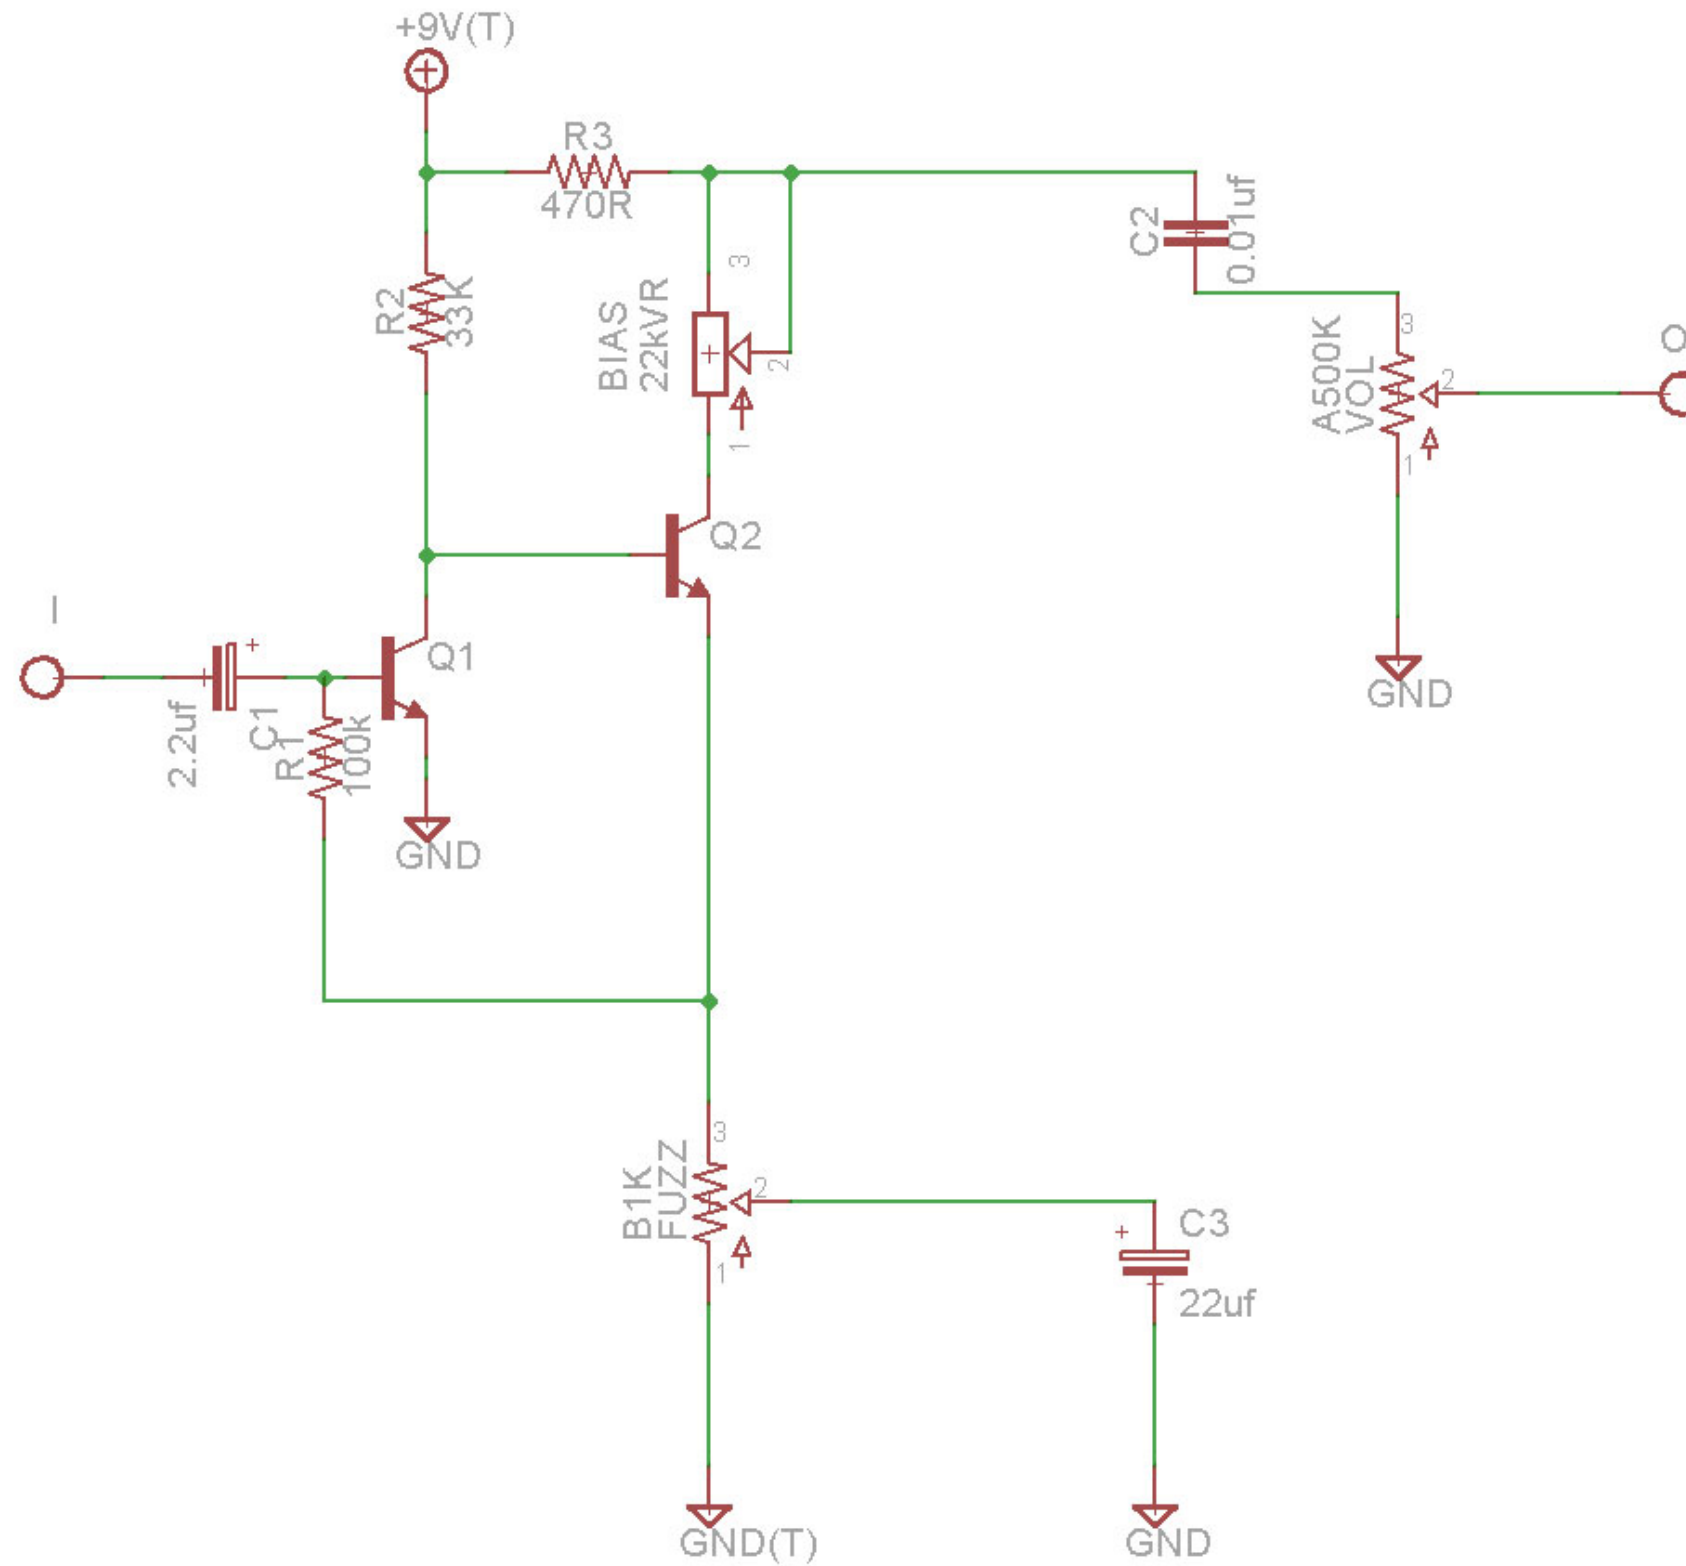 +9V(T)
R3
470R
C2
0.01uf
R2
33K
3
BIAS
22kVR
2
1
A500K
VOL
3
2
1
O
Q2
I
+
Q1
2.2uf
C1
R1
100k
GND
GND
3
B1K
FUZZ
2
1
+
C3
22uf
GND(T)
GND